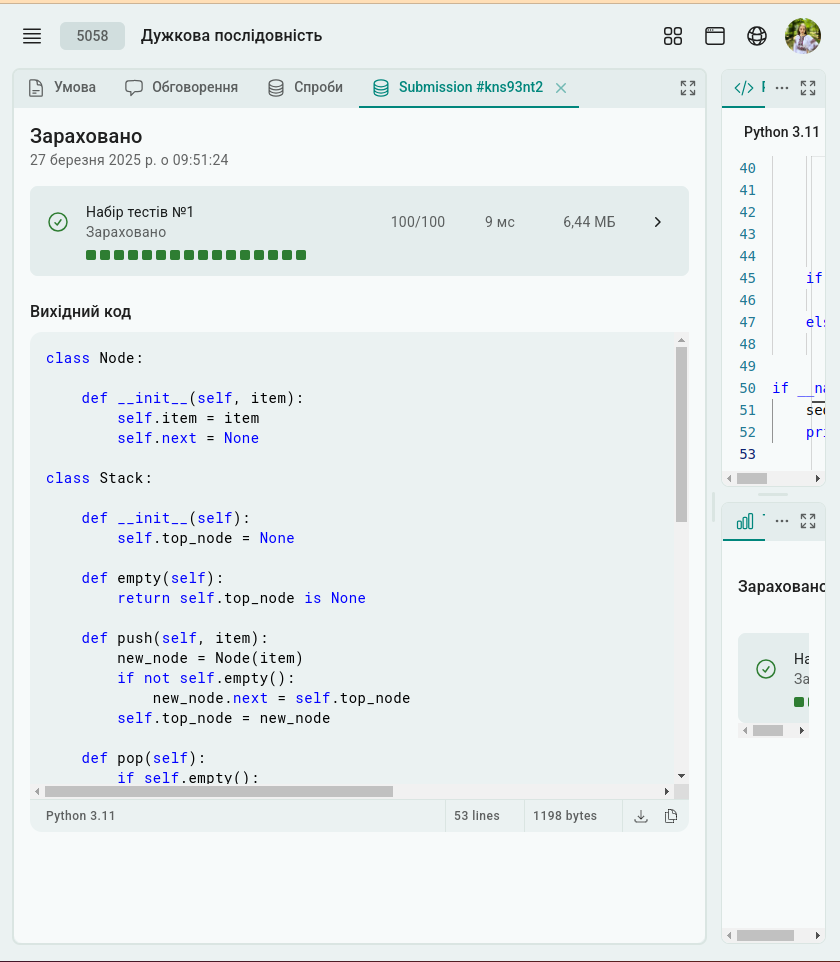 5058 Дужкова послідовність
Умова Обговорення Спроби Submission #kns93nt2
Зараховано
27 березня 2025 р. о 09:51:24
Набір тестів №1
Зараховано
100/100 9 мс 6,44 МБ
Вихідний код
class Node:
def __init__(self, item):
self.item = item
self.next = None
class Stack:
def __init__(self):
self.top_node = None
def empty(self):
return self.top_node is None
def push(self, item):
new_node = Node(item)
if not self.empty():
new_node.next = self.top_node
self.top_node = new_node
def pop(self):
if self.empty():
Python 3.11 53 lines 1198 bytes
Python 3.11
40
41
42
43
44
45 if
46
47 els
48
49
50 if __na
51 seq
52 pri
53
Зараховано
На
За